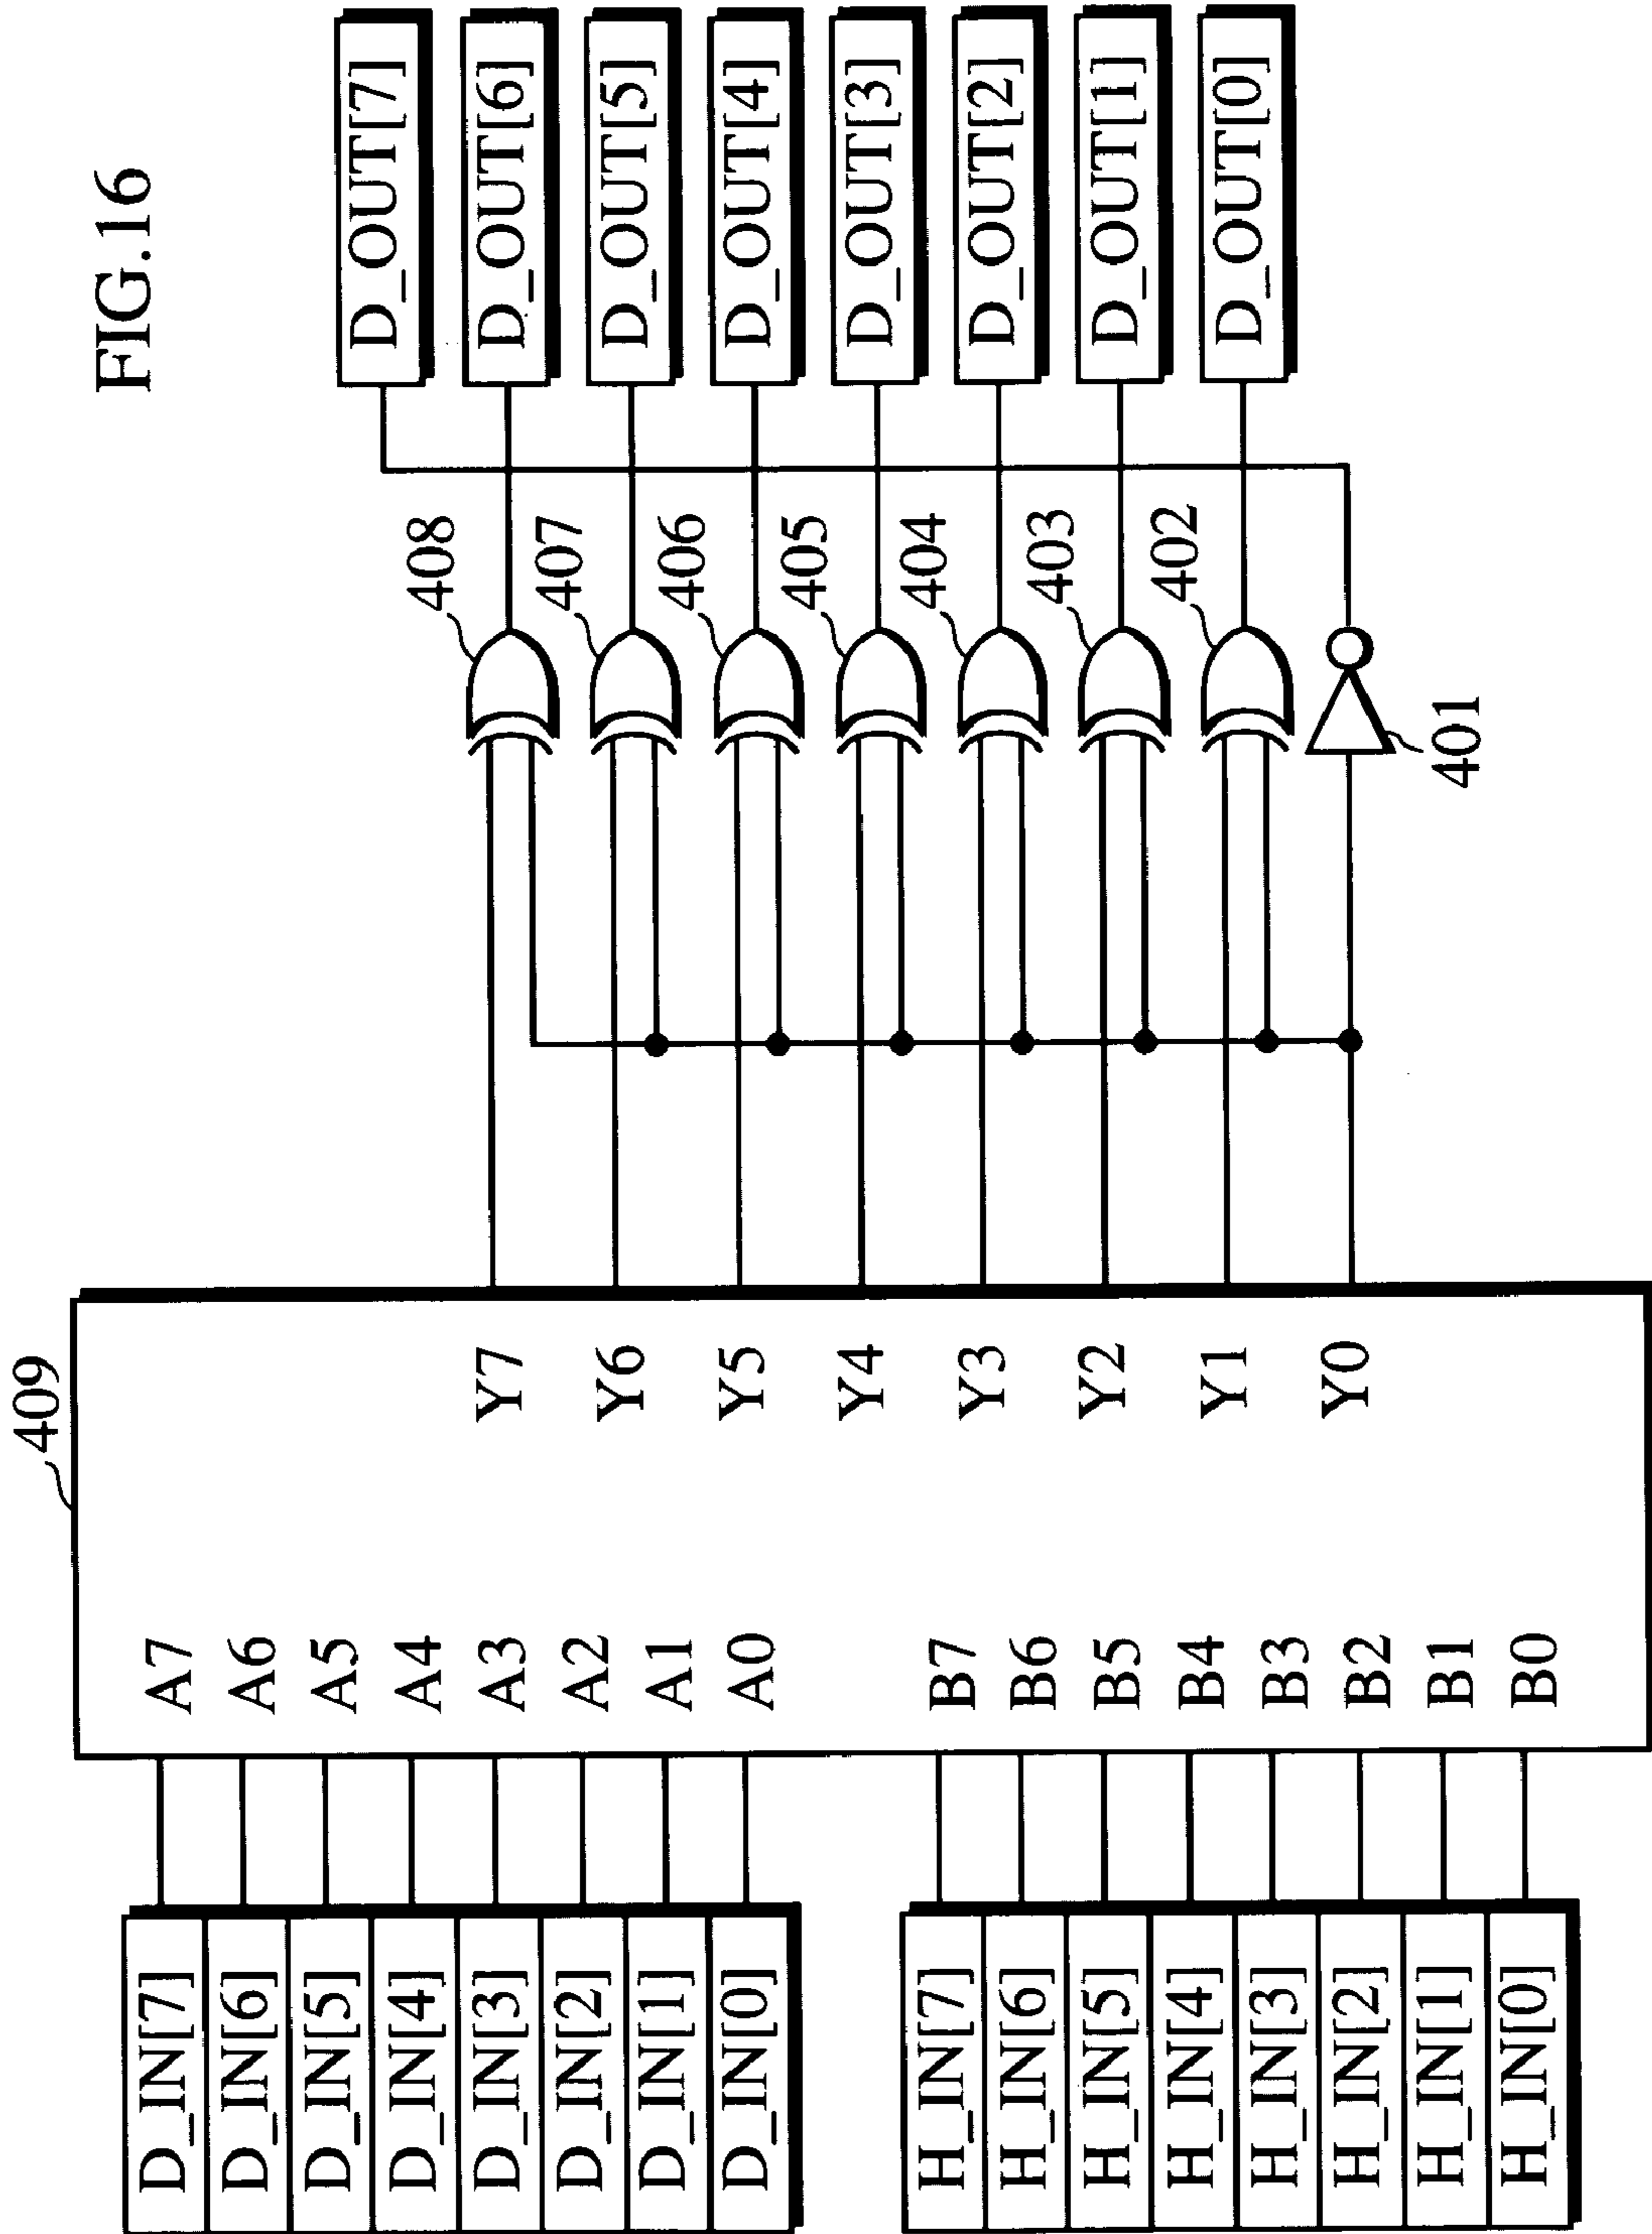 FIG.16
409
D_IN[7]
D_IN[6]
D_IN[5]
D_IN[4]
D_IN[3]
D_IN[2]
D_IN[1]
D_IN[0]
H_IN[7]
H_IN[6]
H_IN[5]
H_IN[4]
H_IN[3]
H_IN[2]
H_IN[1]
H_IN[0]
A7
A6
A5
A4
A3
A2
A1
A0
B7
B6
B5
B4
B3
B2
B1
B0
Y7
Y6
Y5
Y4
Y3
Y2
Y1
Y0
408
407
406
405
404
403
402
401
D_OUT[7]
D_OUT[6]
D_OUT[5]
D_OUT[4]
D_OUT[3]
D_OUT[2]
D_OUT[1]
D_OUT[0]